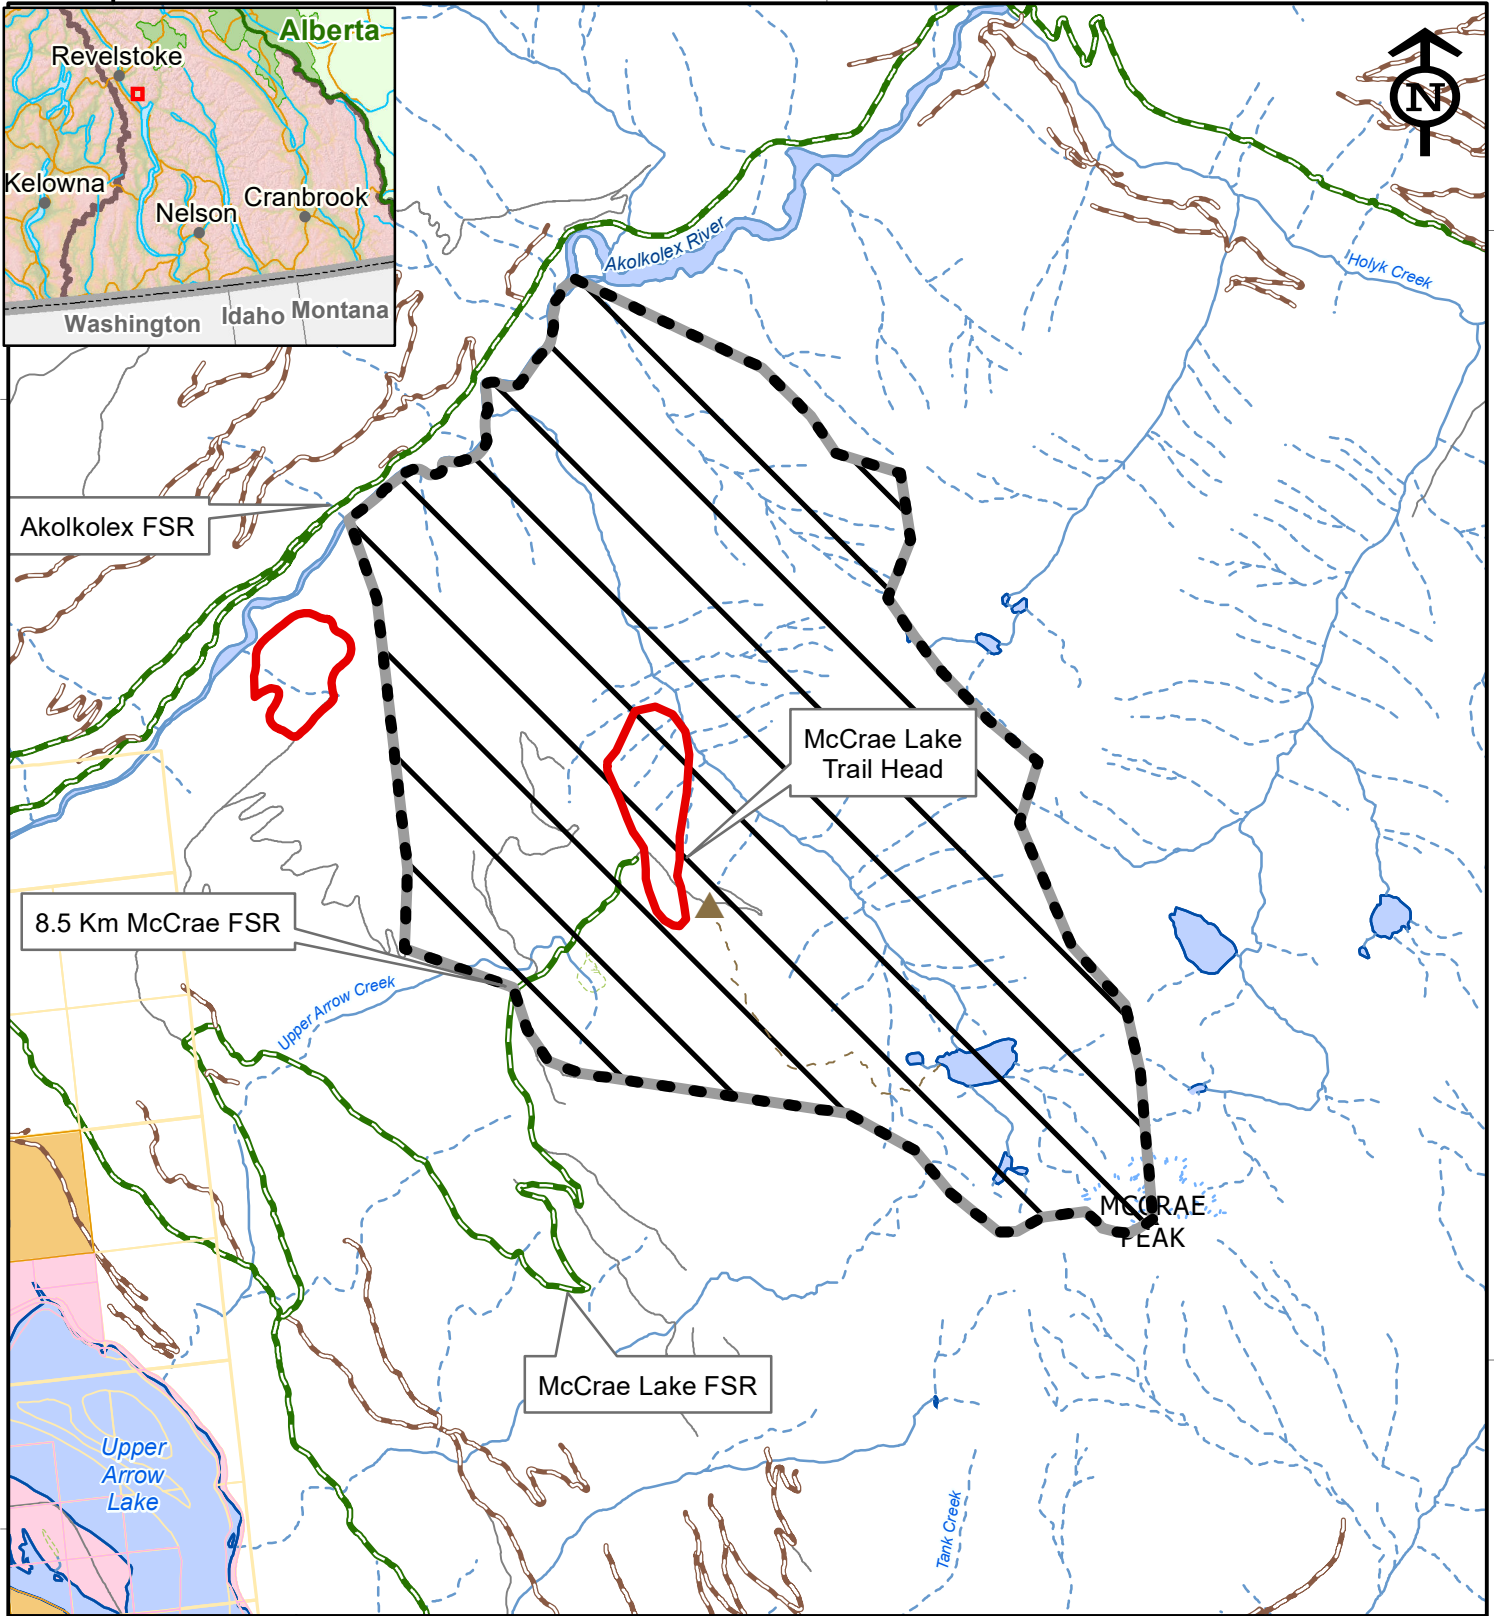 Alberta
Revelstoke
Kelowna
Nelson
Cranbrook
Washington
Idaho
Montana
N
Akolkolex River
Holyk Creek
Akolkolex FSR
McCrae Lake
Trail Head
8.5 Km McCrae FSR
Upper Arrow Creek
MCCRAE
PEAK
McCrae Lake FSR
Upper
Arrow
Lake
Tank Creek